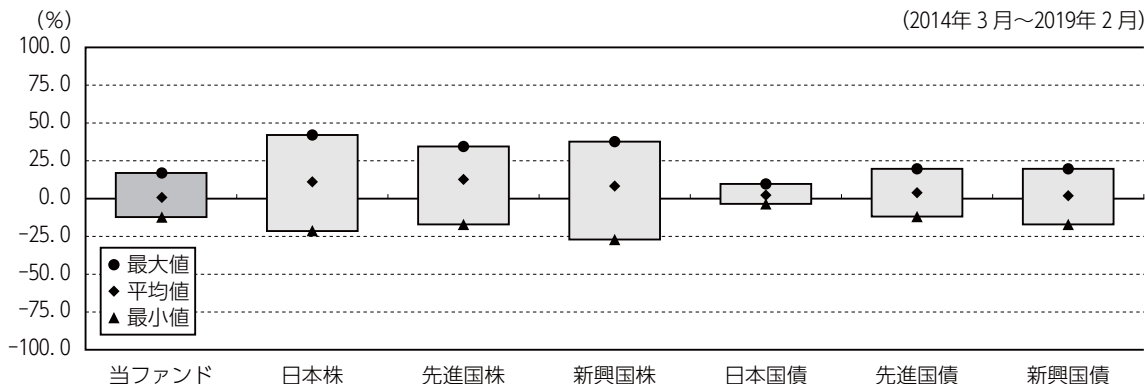 (%)
(2014年3月〜2019年2月)
100.0
75.0
50.0
25.0
0.0
-25.0
-50.0
-75.0
-100.0
● 最大値
◆ 平均値
▲ 最小値
当ファンド 日本株 先進国株 新興国株 日本国債 先進国債 新興国債